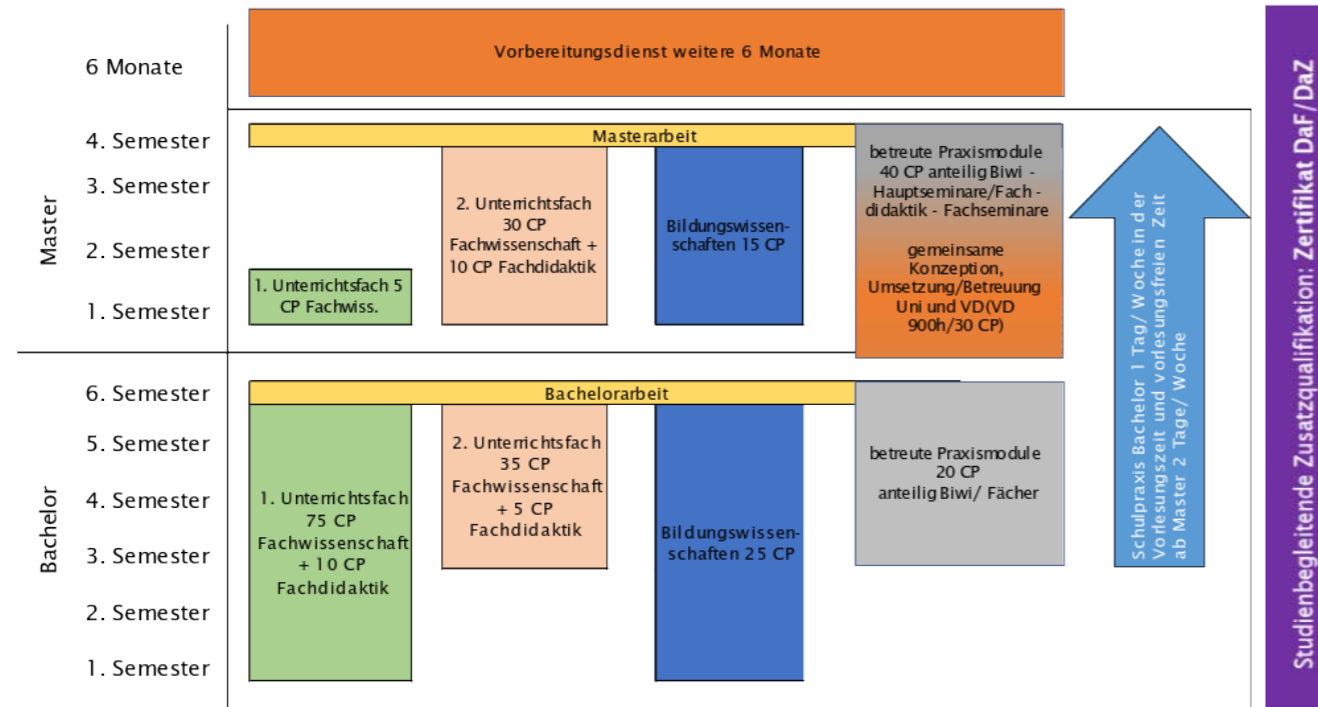 6 Monate
Vorbereitungsdienst weitere 6 Monate
Master
4. Semester
3. Semester
2. Semester
1. Semester
Masterarbeit
1. Unterrichtsfach 5
CP Fachwiss.
2. Unterrichtsfach
30 CP
Fachwissenschaft +
10 CP Fachdidaktik
Bildungswissen-
schaften 15 CP
betreute Praxismodule
40 CP anteilig Biwi -
Hauptseminare/Fach -
didaktik - Fachseminare
gemeinsame
Konzeption,
Umsetzung/Betreuung
Uni und VD(VD
900h/30 CP)
Bachelor
6. Semester
5. Semester
4. Semester
3. Semester
2. Semester
1. Semester
Bachelorarbeit
1. Unterrichtsfach
75 CP
Fachwissenschaft
+ 10 CP
Fachdidaktik
2. Unterrichtsfach
35 CP
Fachwissenschaft
+ 5 CP
Fachdidaktik
Bildungswissen-
schaften 25 CP
betreute Praxismodule
20 CP
anteilig Biwi/ Fächer
Schulpraxis Bachelor 1 Tag/ Woche in der
Vorlesungszeit und vorlesungsfreien Zeit
ab Master 2 Tage/ Woche
Studienbegleitende Zusatzqualifikation: Zertifikat DaF/DaZ